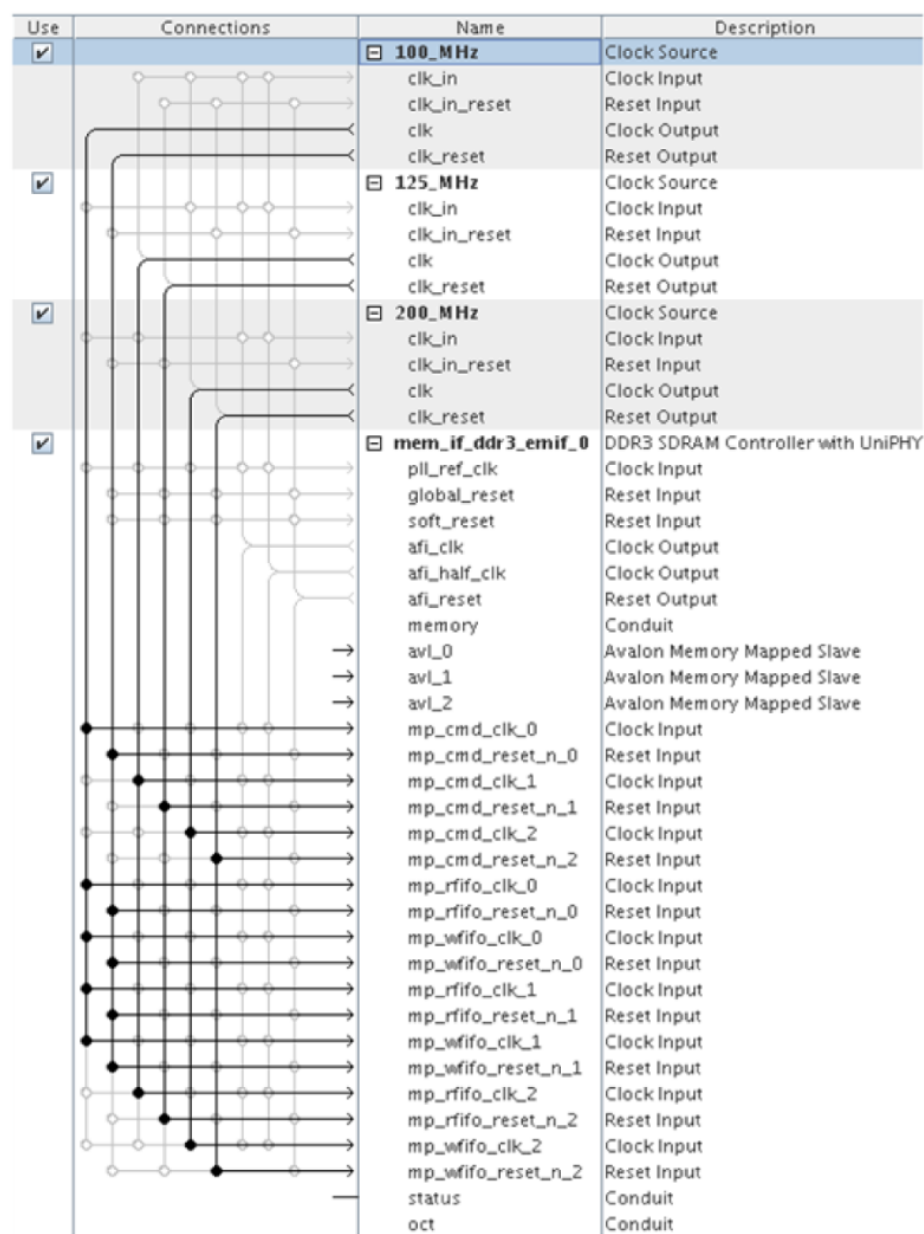 Use Connections Name Description
100_MHz Clock Source
clk_in Clock Input
clk_in_reset Reset Input
clk Clock Output
clk_reset Reset Output
125_MHz Clock Source
clk_in Clock Input
clk_in_reset Reset Input
clk Clock Output
clk_reset Reset Output
200_MHz Clock Source
clk_in Clock Input
clk_in_reset Reset Input
clk Clock Output
clk_reset Reset Output
mem_if_ddr3_emif_0 DDR3 SDRAM Controller with UniPHY
pll_ref_clk Clock Input
global_reset Reset Input
soft_reset Reset Input
afi_clk Clock Output
afi_half_clk Clock Output
afi_reset Reset Output
memory Conduit
avl_0 Avalon Memory Mapped Slave
avl_1 Avalon Memory Mapped Slave
avl_2 Avalon Memory Mapped Slave
mp_cmd_clk_0 Clock Input
mp_cmd_reset_n_0 Reset Input
mp_cmd_clk_1 Clock Input
mp_cmd_reset_n_1 Reset Input
mp_cmd_clk_2 Clock Input
mp_cmd_reset_n_2 Reset Input
mp_rfifo_clk_0 Clock Input
mp_rfifo_reset_n_0 Reset Input
mp_wfifo_clk_0 Clock Input
mp_wfifo_reset_n_0 Reset Input
mp_rfifo_clk_1 Clock Input
mp_rfifo_reset_n_1 Reset Input
mp_wfifo_clk_1 Clock Input
mp_wfifo_reset_n_1 Reset Input
mp_rfifo_clk_2 Clock Input
mp_rfifo_reset_n_2 Reset Input
mp_wfifo_clk_2 Clock Input
mp_wfifo_reset_n_2 Reset Input
status Conduit
oct Conduit